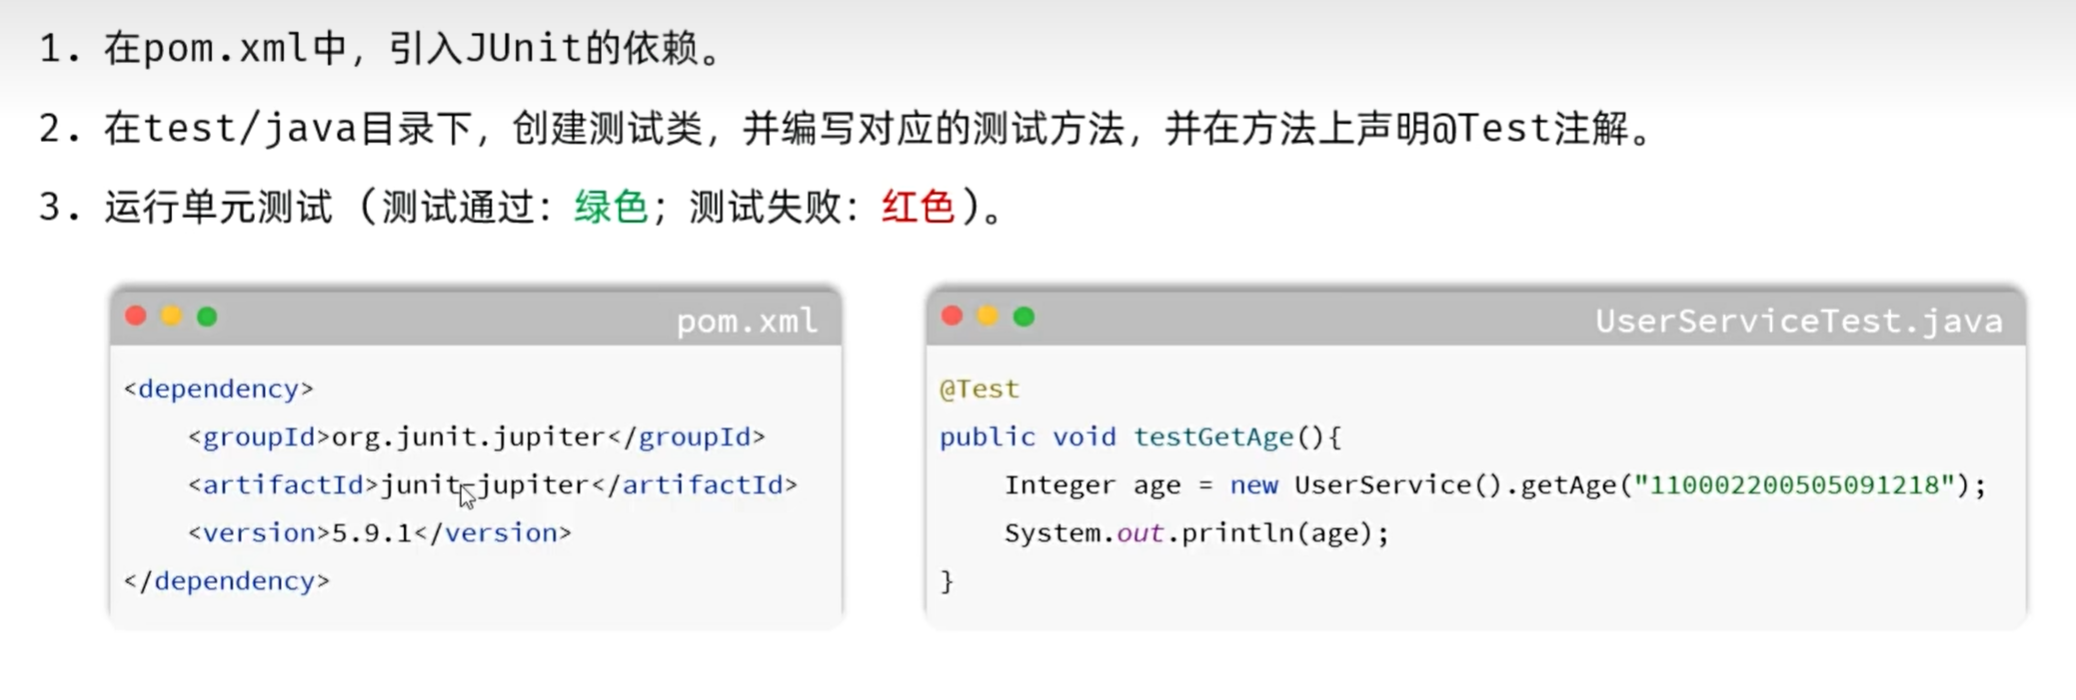 1. 在pom.xml中，引入JUnit的依赖。
2. 在test/java目录下，创建测试类，并编写对应的测试方法，并在方法上声明@Test注解。
3. 运行单元测试（测试通过：绿色；测试失败：红色）。
pom.xml
<dependency>
    <groupId>org.junit.jupiter</groupId>
    <artifactId>junit-jupiter</artifactId>
    <version>5.9.1</version>
</dependency>
UserServiceTest.java
@Test
public void testGetAge(){
    Integer age = new UserService().getAge("110002200505091218");
    System.out.println(age);
}